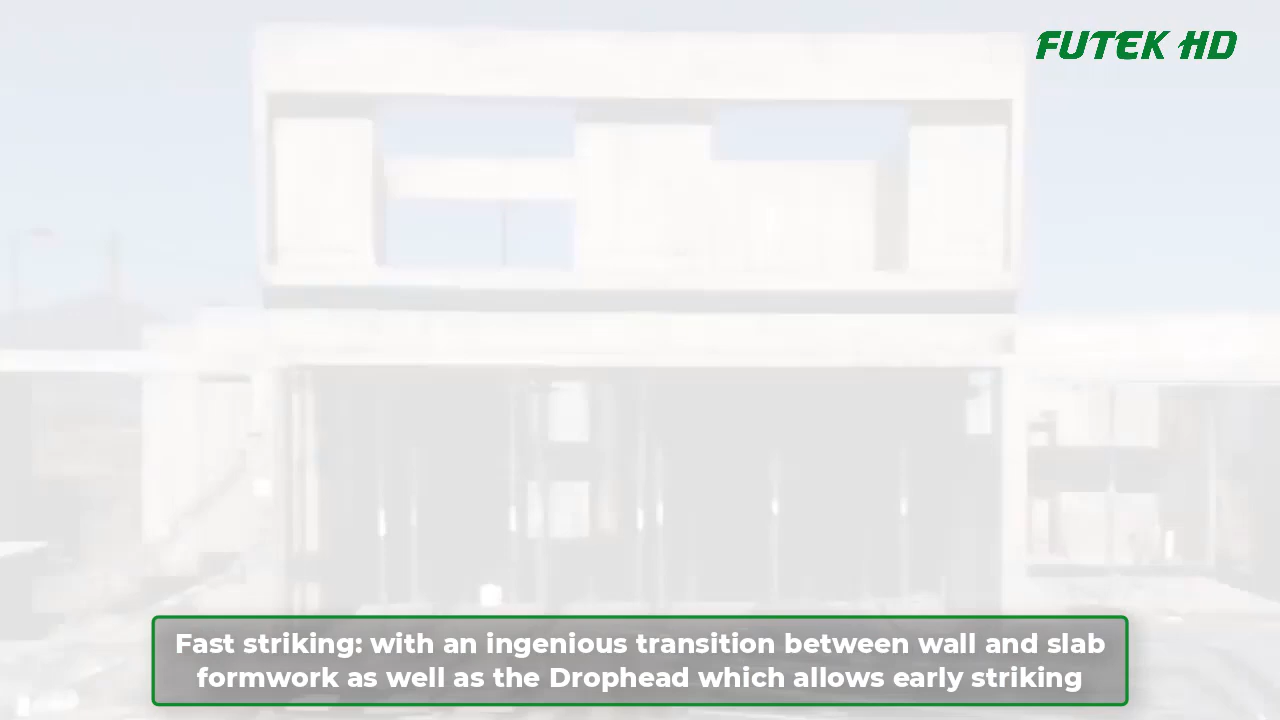 FUTEK HD
Fast striking: with an ingenious transition between wall and slab
formwork as well as the Drophead which allows early striking